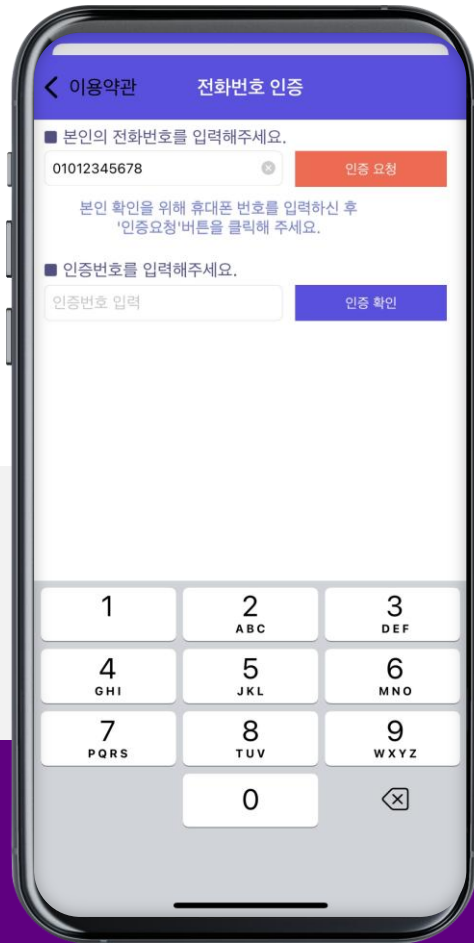 이용약관 전화번호 인증
본인의 전화번호를 입력해주세요.
01012345678 인증 요청
본인 확인을 위해 휴대폰 번호를 입력하신 후
'인증요청'버튼을 클릭해 주세요.
인증번호를 입력해주세요.
인증번호 입력 인증 확인
1 2 3
ABC DEF
4 5 6
GHI JKL MNO
7 8 9
PQRS TUV WXYZ
0